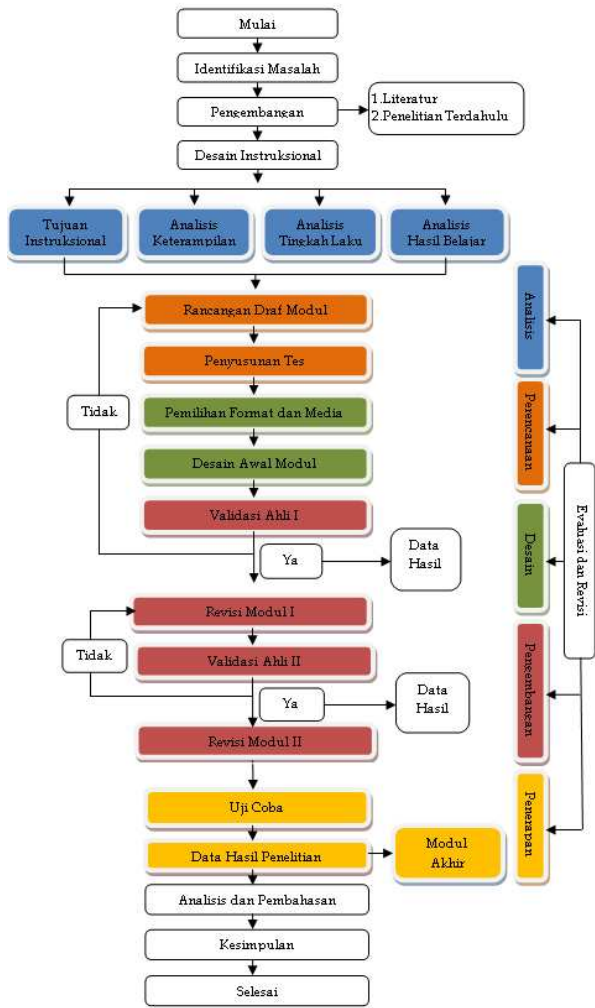 Mulai
Identifikasi Masalah
Pengembangan
1.Literatur
2.Penelitian Terdahulu
Desain Instruksional
Tujuan
Instruksional
Analisis
Keterampilan
Analisis
Tingkah Laku
Analisis
Hasil Belajar
Rancangan Draf Modul
Penyusunan Tes
Tidak
Pemilihan Format dan Media
Desain Awal Modul
Validasi Ahli I
Ya
Data
Hasil
Revisi Modul I
Tidak
Validasi Ahli II
Ya
Data
Hasil
Revisi Modul II
Uji Coba
Data Hasil Penelitian
Modul
Akhir
Analisis dan Pembahasan
Kesimpulan
Selesai
Analisis
Perencanaan
Desain
Pengembangan
Penerapan
Evaluasi dan Revisi